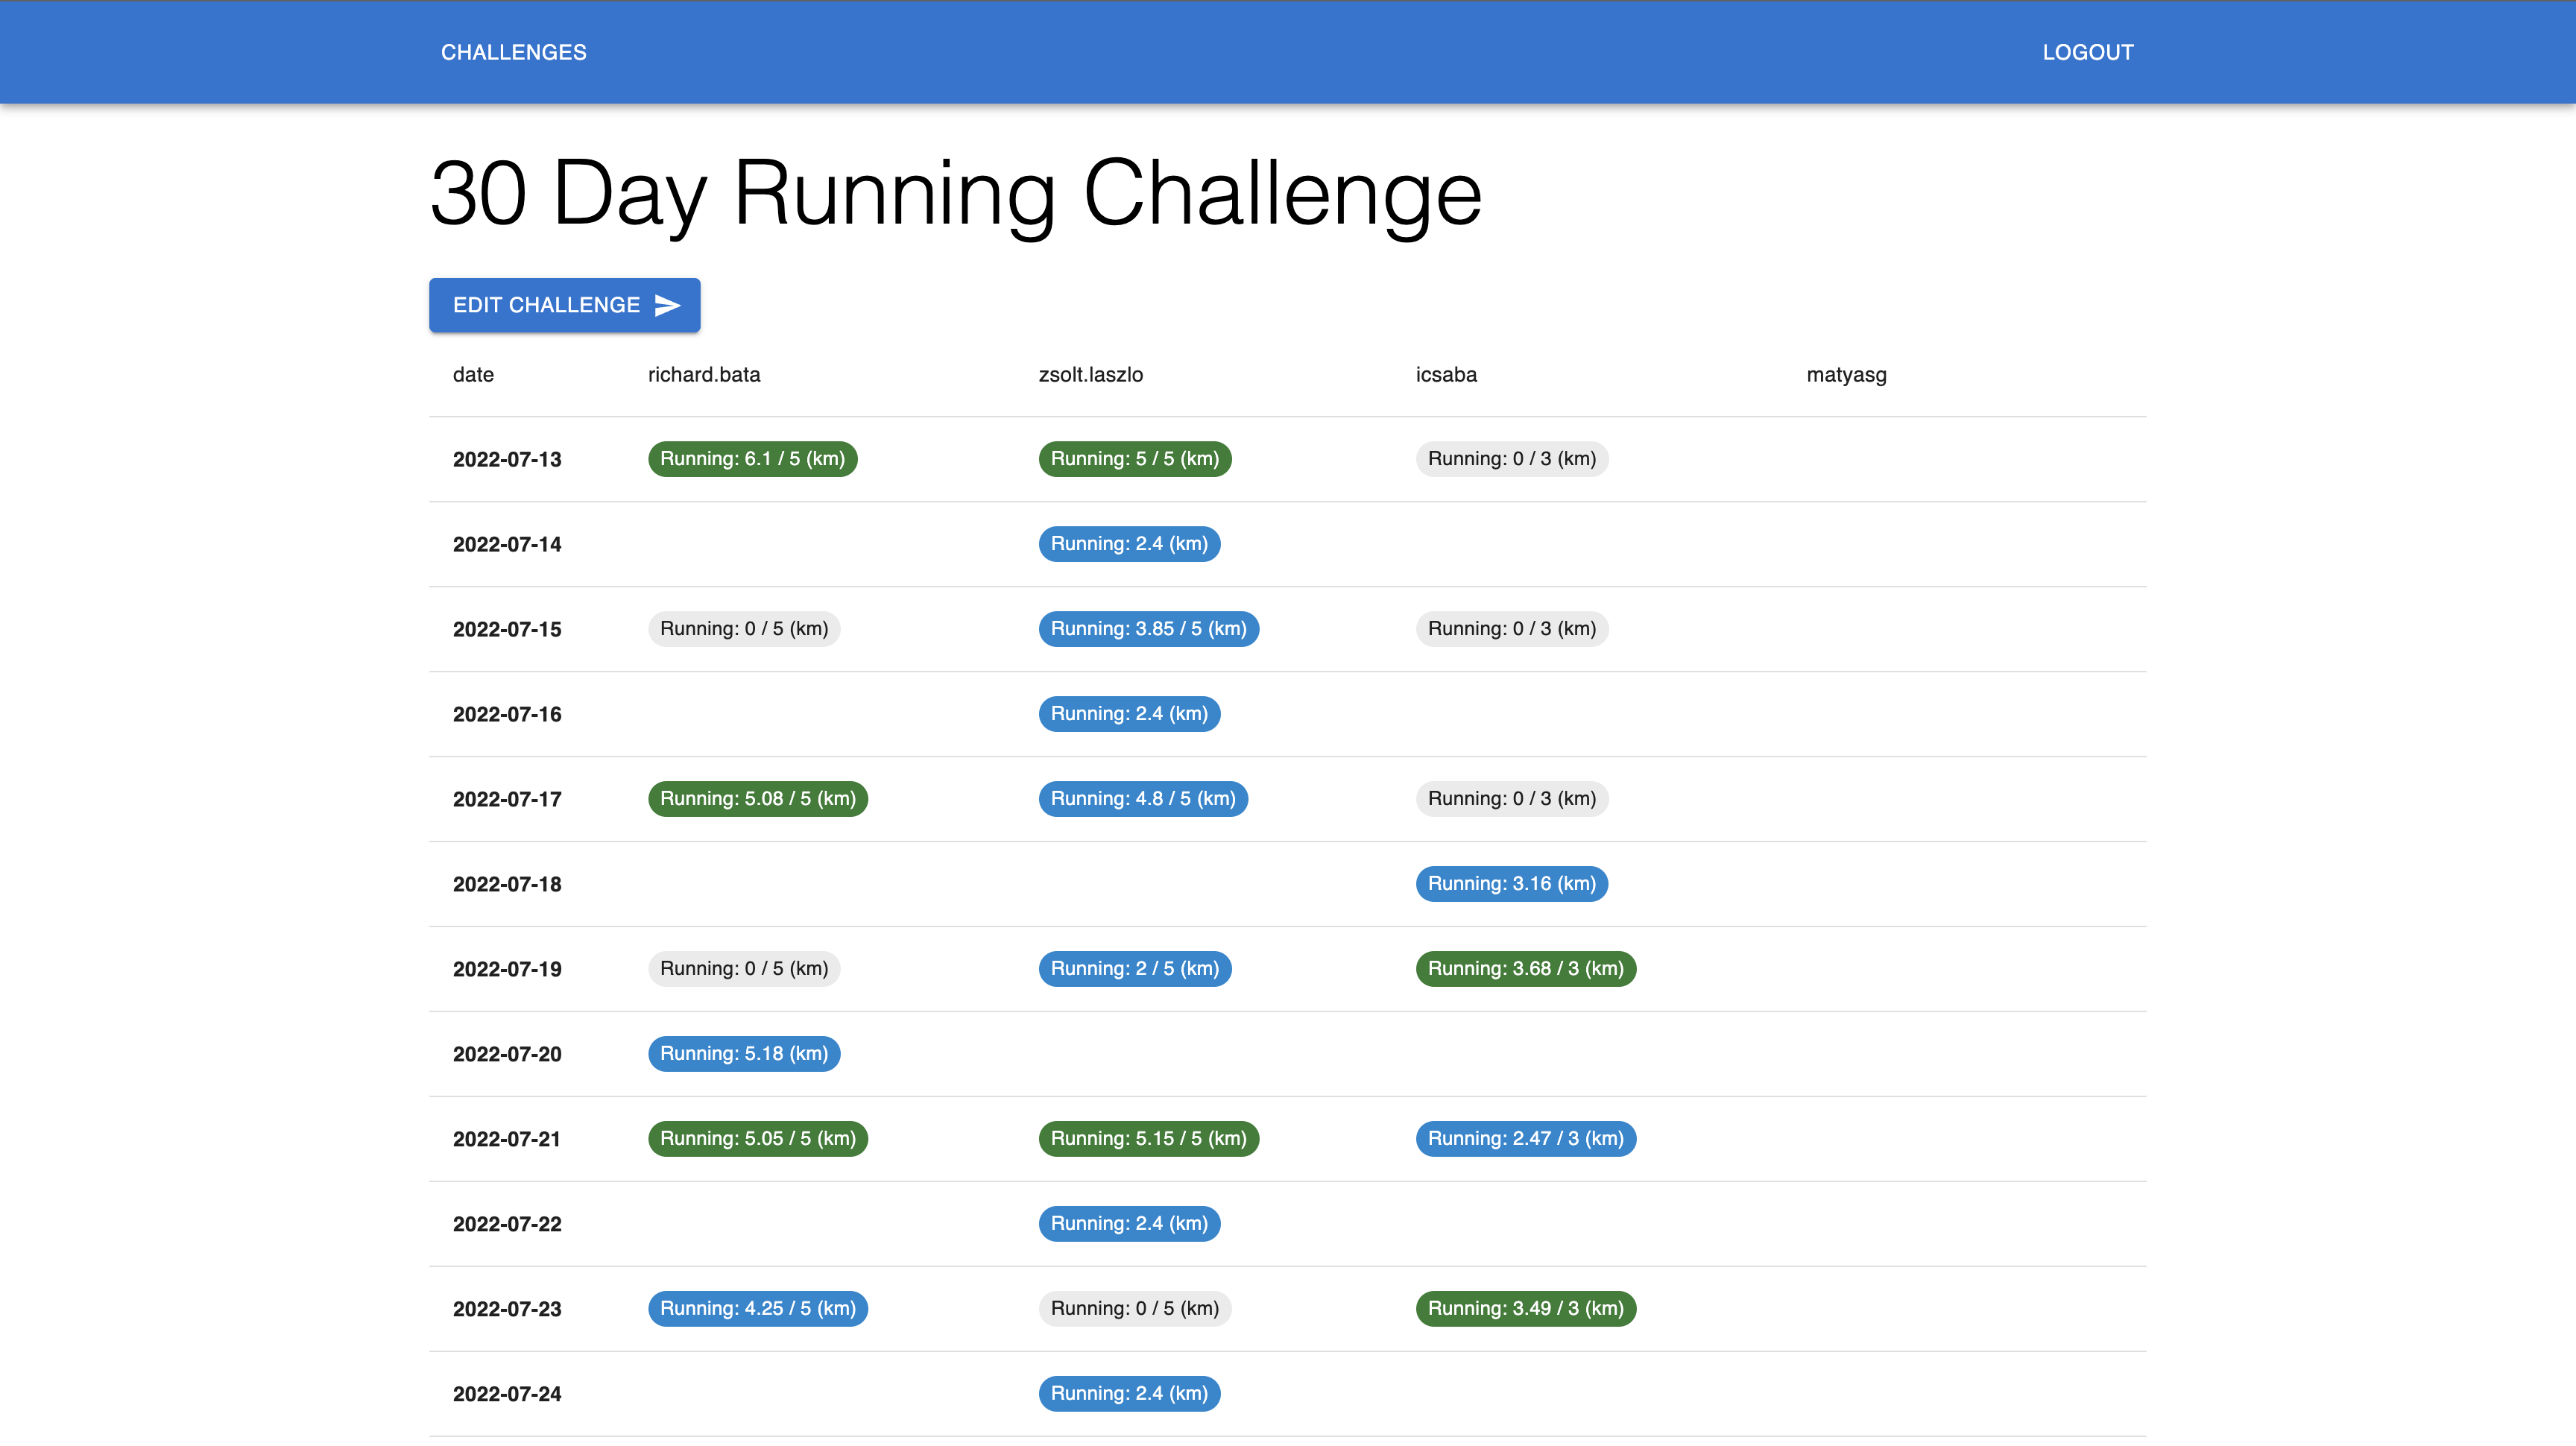 CHALLENGES LOGOUT
30 Day Running Challenge
EDIT CHALLENGE
date richard.bata zsolt.laszlo icsaba matyasg
2022-07-13 Running: 6.1 / 5 (km) Running: 5 / 5 (km) Running: 0 / 3 (km)
2022-07-14 Running: 2.4 (km)
2022-07-15 Running: 0 / 5 (km) Running: 3.85 / 5 (km) Running: 0 / 3 (km)
2022-07-16 Running: 2.4 (km)
2022-07-17 Running: 5.08 / 5 (km) Running: 4.8 / 5 (km) Running: 0 / 3 (km)
2022-07-18 Running: 3.16 (km)
2022-07-19 Running: 0 / 5 (km) Running: 2 / 5 (km) Running: 3.68 / 3 (km)
2022-07-20 Running: 5.18 (km)
2022-07-21 Running: 5.05 / 5 (km) Running: 5.15 / 5 (km) Running: 2.47 / 3 (km)
2022-07-22 Running: 2.4 (km)
2022-07-23 Running: 4.25 / 5 (km) Running: 0 / 5 (km) Running: 3.49 / 3 (km)
2022-07-24 Running: 2.4 (km)